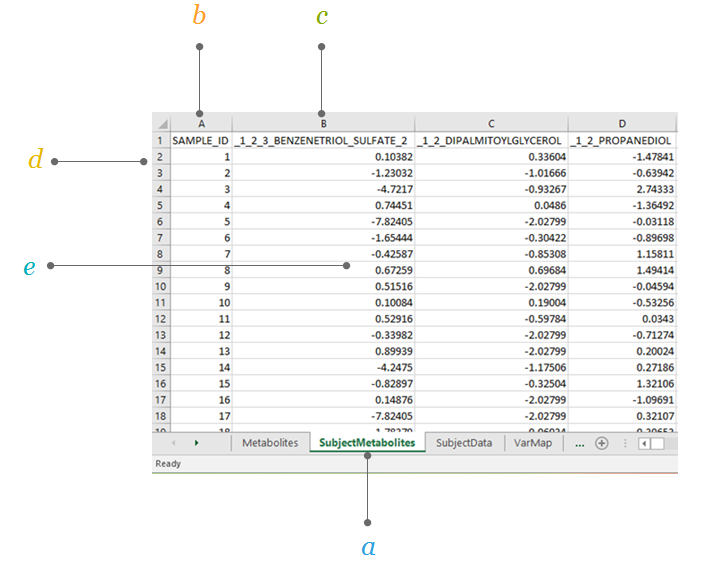 b c
d
e
a
A B C D
1 SAMPLE_ID _1_2_3_BENZENETRIOL_SULFATE_2 _1_2_DIPALMITOYLGLYCEROL _1_2_PROPANEDIOL
2 1 0.10382 0.33604 -1.47841
3 2 -1.23032 -1.01666 -0.63942
4 3 -4.7217 -0.93267 2.74333
5 4 0.74451 0.0486 -1.36492
6 5 -7.82405 -2.02799 -0.03118
7 6 -1.65444 -0.30422 -0.89698
8 7 -0.42587 -0.85308 1.15811
9 8 0.67259 0.69684 1.49414
10 9 0.51516 -2.02799 -0.04594
11 10 0.10084 0.19004 -0.53256
12 11 0.52916 -0.59784 0.0343
13 12 -0.33982 -2.02799 -0.71274
14 13 0.89939 -2.02799 0.20024
15 14 -4.2475 -1.17506 0.27186
16 15 -0.82897 -0.32504 1.32106
17 16 0.14876 -2.02799 -1.09691
18 17 -7.82405 -2.02799 0.32107
Metabolites SubjectMetabolites SubjectData VarMap ...
Ready